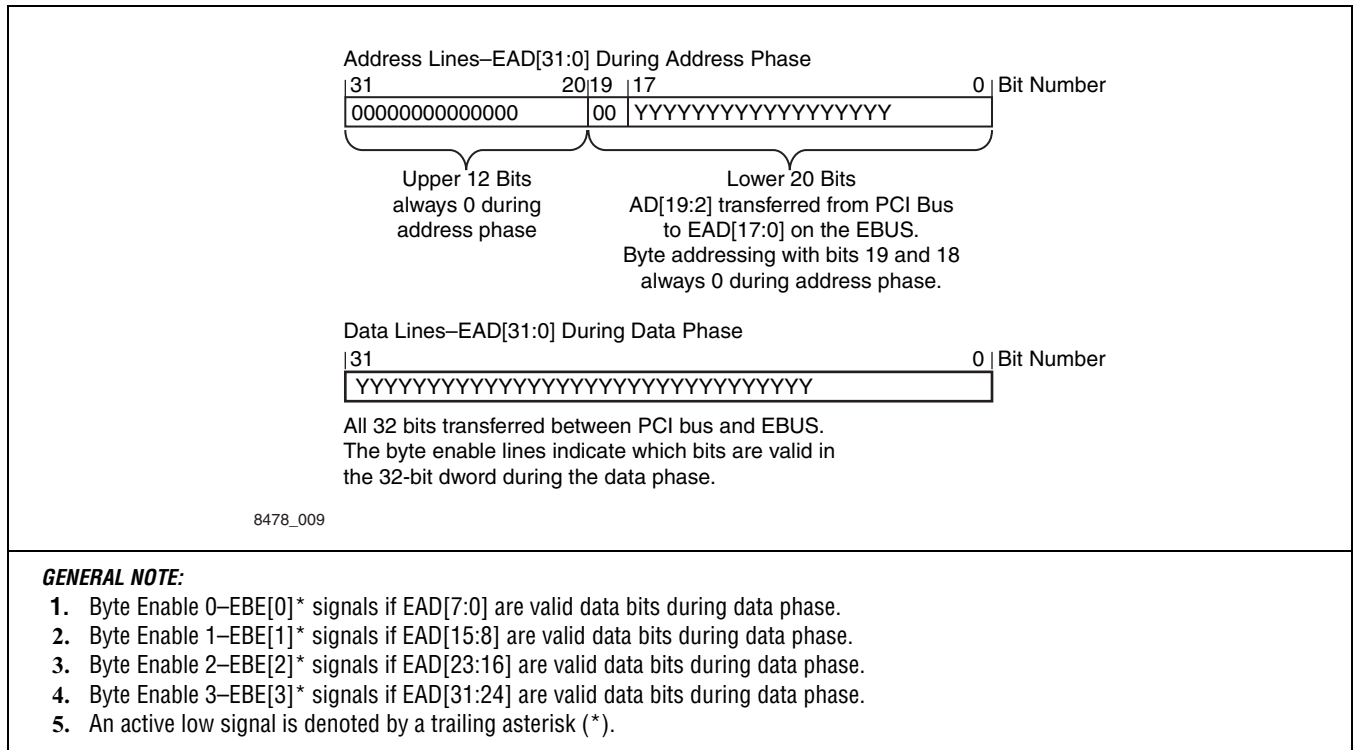 Address Lines–EAD[31:0] During Address Phase
31 20 19 17 0 Bit Number
00000000000000 00 YYYYYYYYYYYYYYYYYY
Upper 12 Bits
always 0 during
address phase
Lower 20 Bits
AD[19:2] transferred from PCI Bus
to EAD[17:0] on the EBUS.
Byte addressing with bits 19 and 18
always 0 during address phase.
Data Lines–EAD[31:0] During Data Phase
31 0 Bit Number
YYYYYYYYYYYYYYYYYYYYYYYYYYYYYYYY
All 32 bits transferred between PCI bus and EBUS.
The byte enable lines indicate which bits are valid in
the 32-bit dword during the data phase.
8478_009
GENERAL NOTE:
1. Byte Enable 0–EBE[0]* signals if EAD[7:0] are valid data bits during data phase.
2. Byte Enable 1–EBE[1]* signals if EAD[15:8] are valid data bits during data phase.
3. Byte Enable 2–EBE[2]* signals if EAD[23:16] are valid data bits during data phase.
4. Byte Enable 3–EBE[3]* signals if EAD[31:24] are valid data bits during data phase.
5. An active low signal is denoted by a trailing asterisk (*).